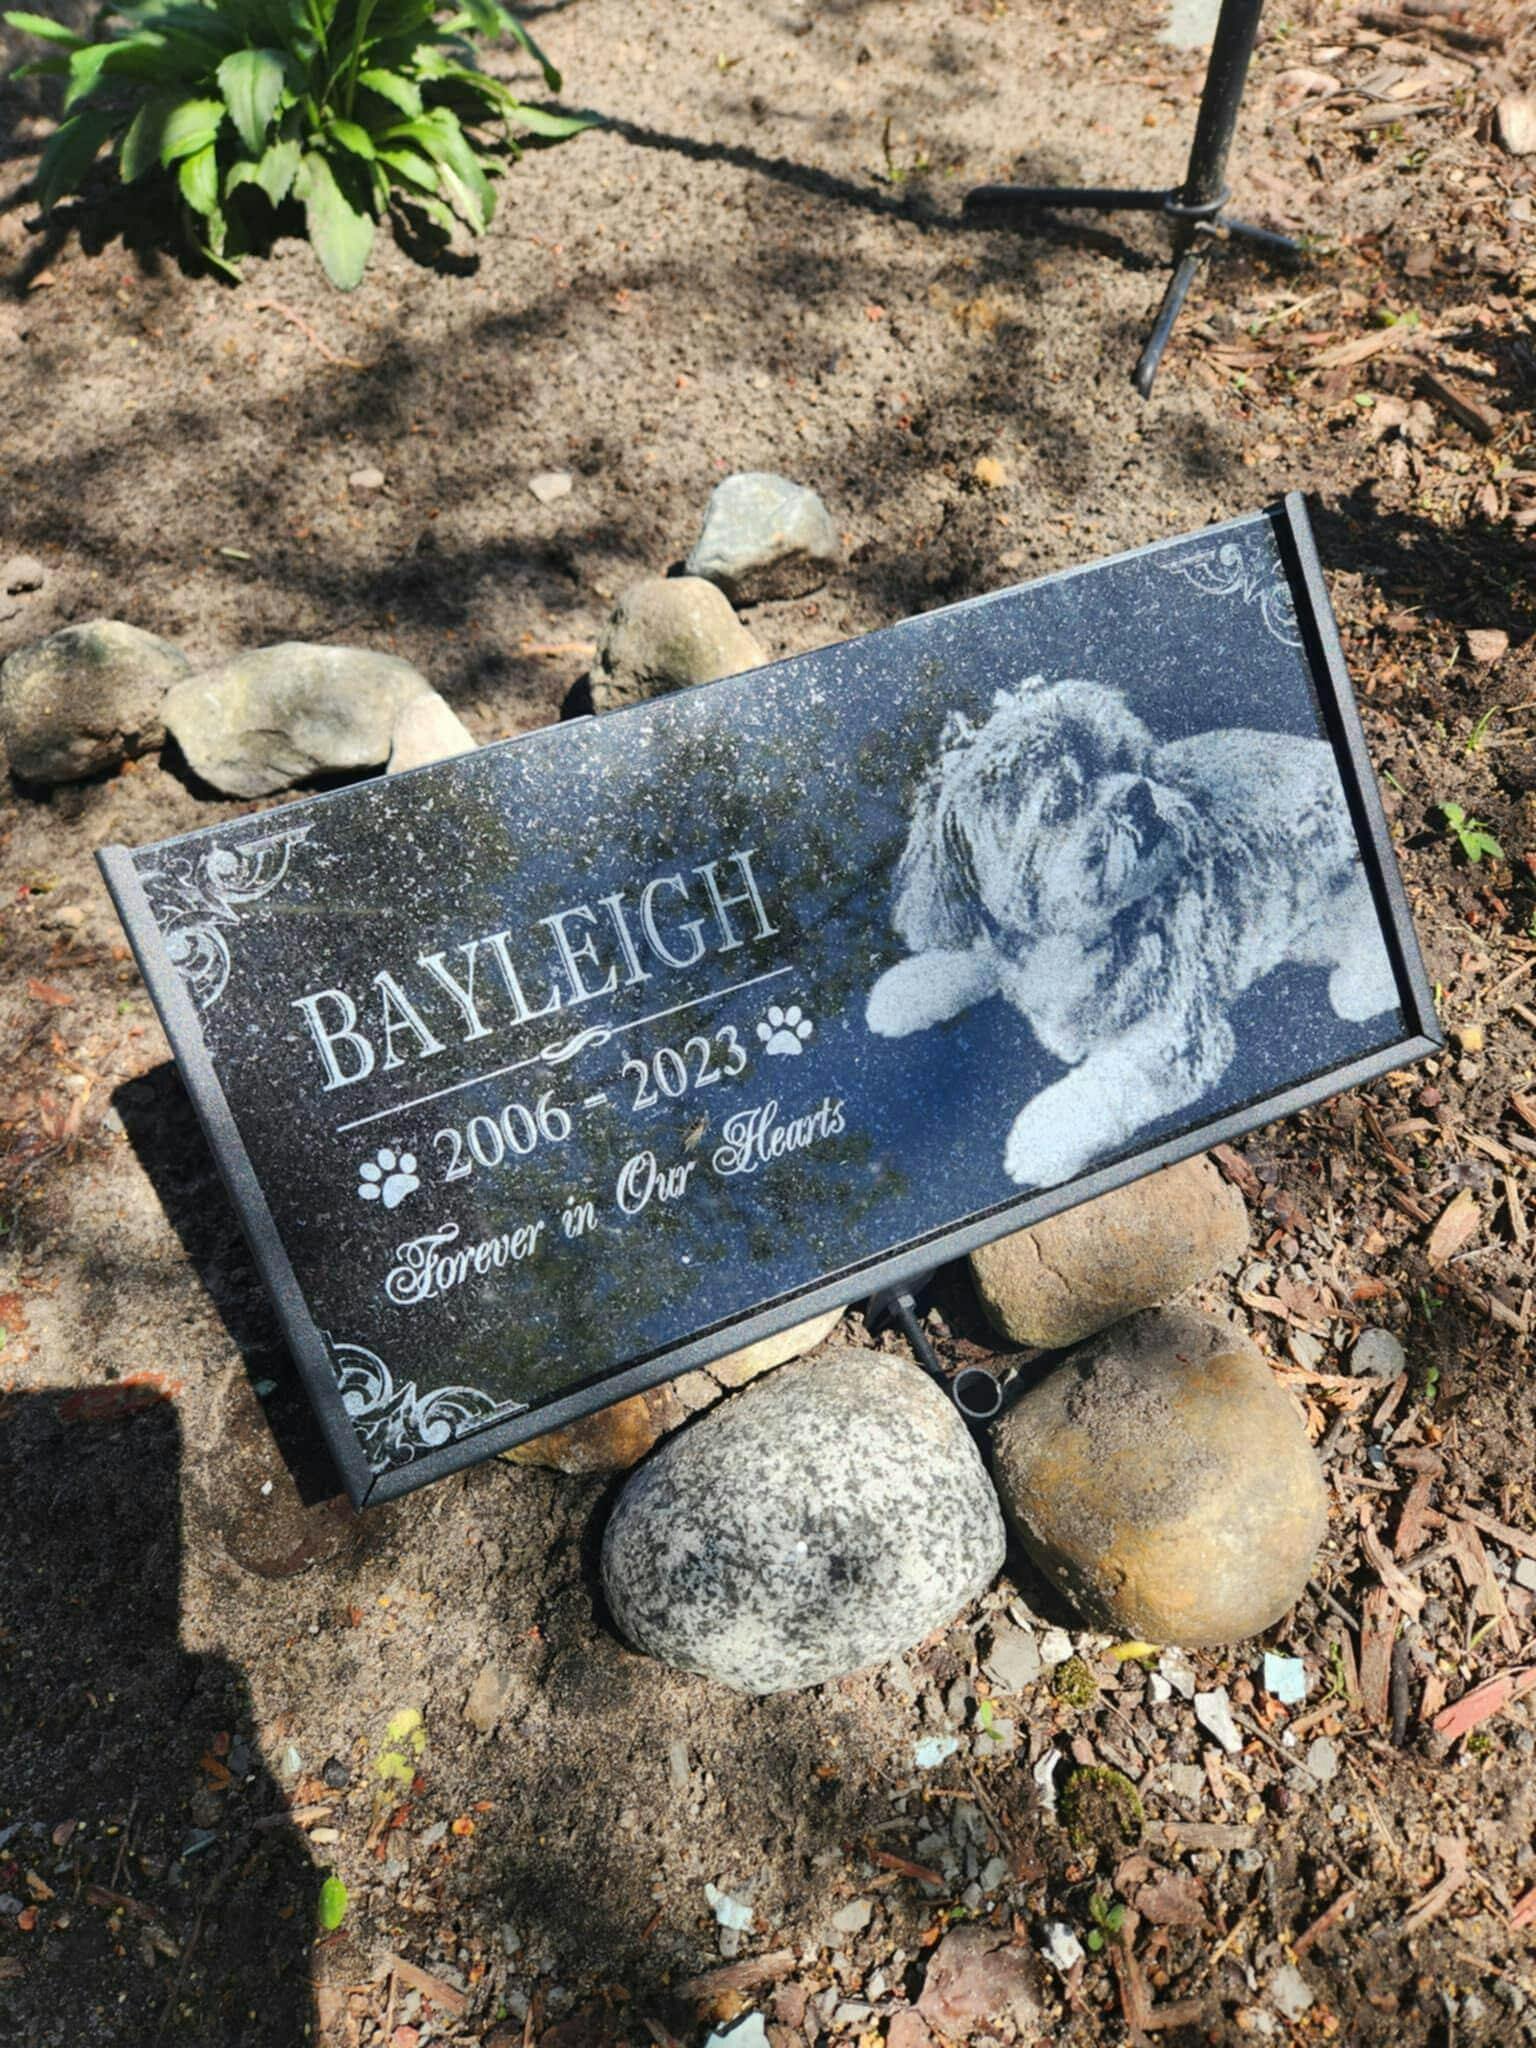 BAYLEIGH
2006 - 2023
Forever in Our Hearts